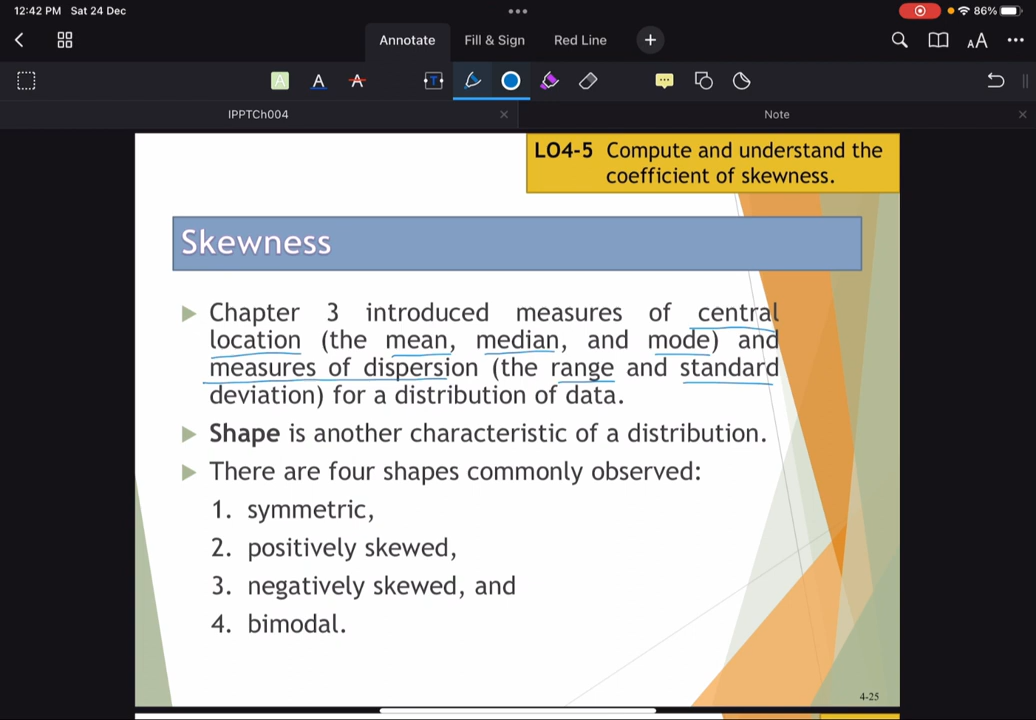 12:42 PM Sat 24 Dec
86%
Annotate Fill & Sign Red Line
AA
A A A T
IPPTCh004 Note
LO4-5 Compute and understand the
coefficient of skewness.
Skewness
Chapter 3 introduced measures of central
location (the mean, median, and mode) and
measures of dispersion (the range and standard
deviation) for a distribution of data.
Shape is another characteristic of a distribution.
There are four shapes commonly observed:
1. symmetric,
2. positively skewed,
3. negatively skewed, and
4. bimodal.
4-25